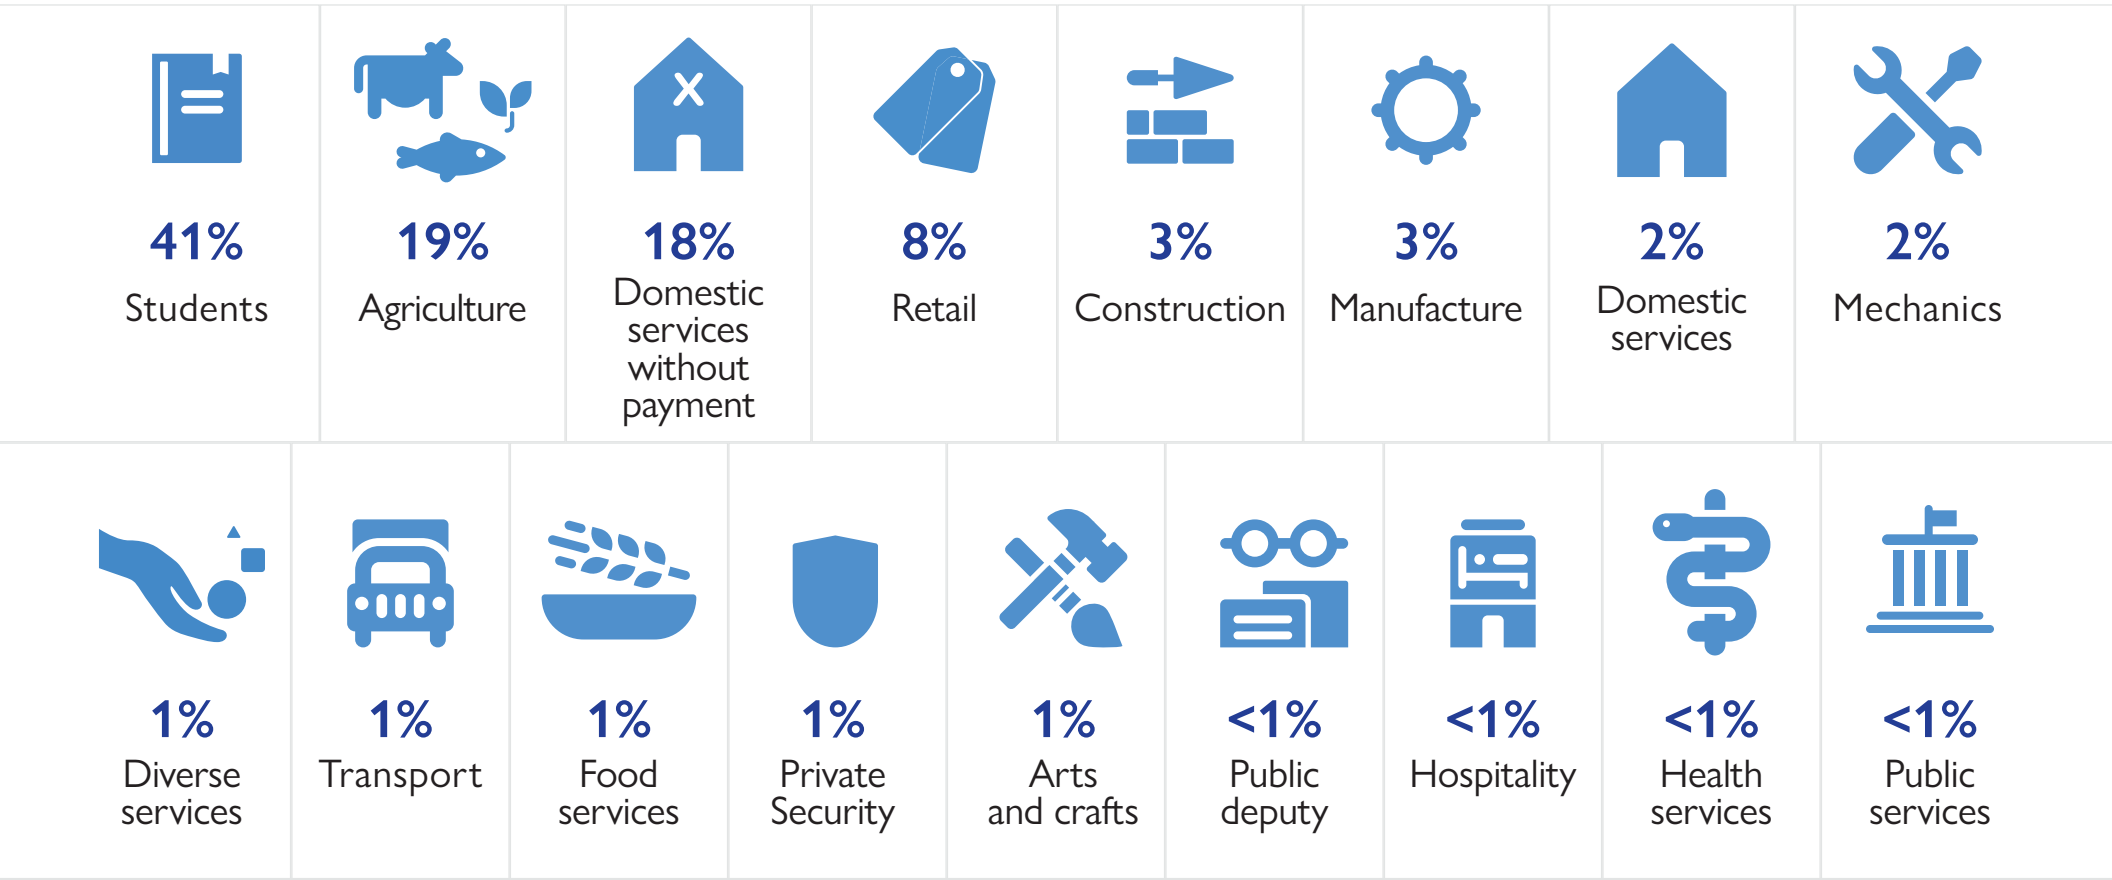 41%
Students
19%
Agriculture
18%
Domestic
services
without
payment
8%
Retail
3%
Construction
3%
Manufacture
2%
Domestic
services
2%
Mechanics
1%
Diverse
services
1%
Transport
1%
Food
services
1%
Private
Security
1%
Arts
and crafts
<1%
Public
deputy
<1%
Hospitality
<1%
Health
services
<1%
Public
services